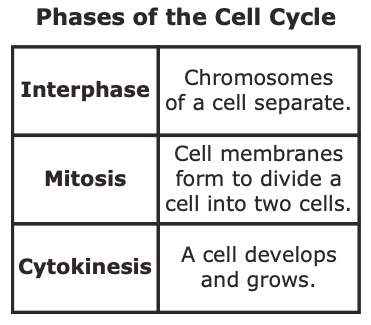 Phases of the Cell Cycle
Interphase
Chromosomes
of a cell separate.
Mitosis
Cell membranes
form to divide a
cell into two cells.
Cytokinesis
A cell develops
and grows.